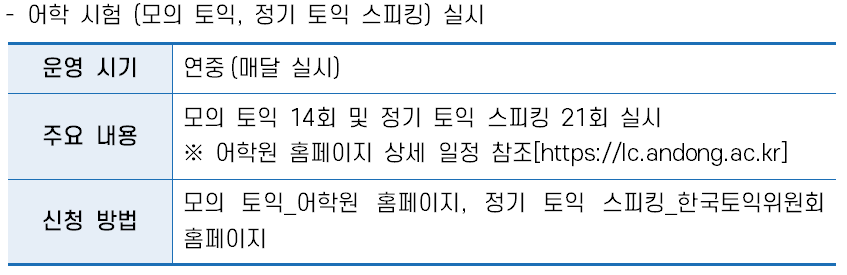 - 어학 시험 (모의 토익, 정기 토익 스피킹) 실시
운영 시기
연중 (매달 실시)
주요 내용
모의 토익 14회 및 정기 토익 스피킹 21회 실시
※ 어학원 홈페이지 상세 일정 참조[https://lc.andong.ac.kr]
신청 방법
모의 토익_어학원 홈페이지, 정기 토익 스피킹_한국토익위원회
홈페이지